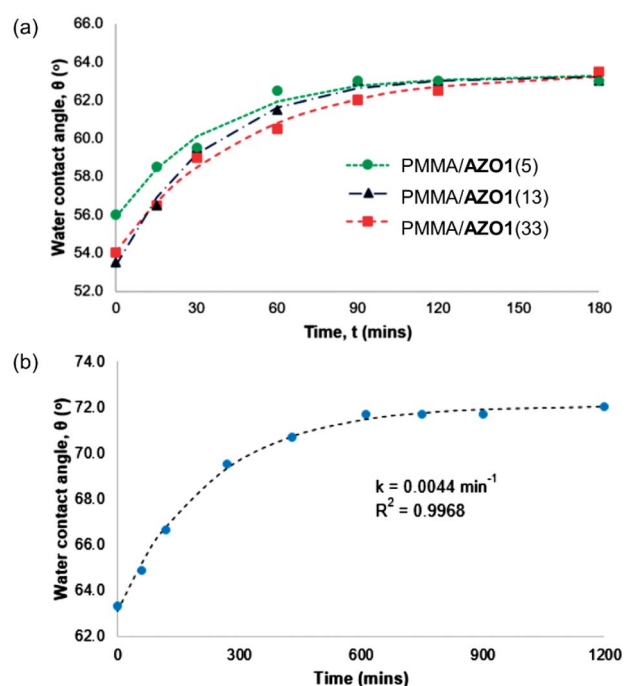 (a)
Water contact angle, θ (°)
66.0
64.0
62.0
60.0
58.0
56.0
54.0
52.0
PMMA/AZO1(5)
PMMA/AZO1(13)
PMMA/AZO1(33)
0 30 60 90 120 150 180
Time, t (mins)
(b)
Water contact angle, θ (°)
74.0
72.0
70.0
68.0
66.0
64.0
62.0
k = 0.0044 min⁻¹
R² = 0.9968
0 300 600 900 1200
Time (mins)